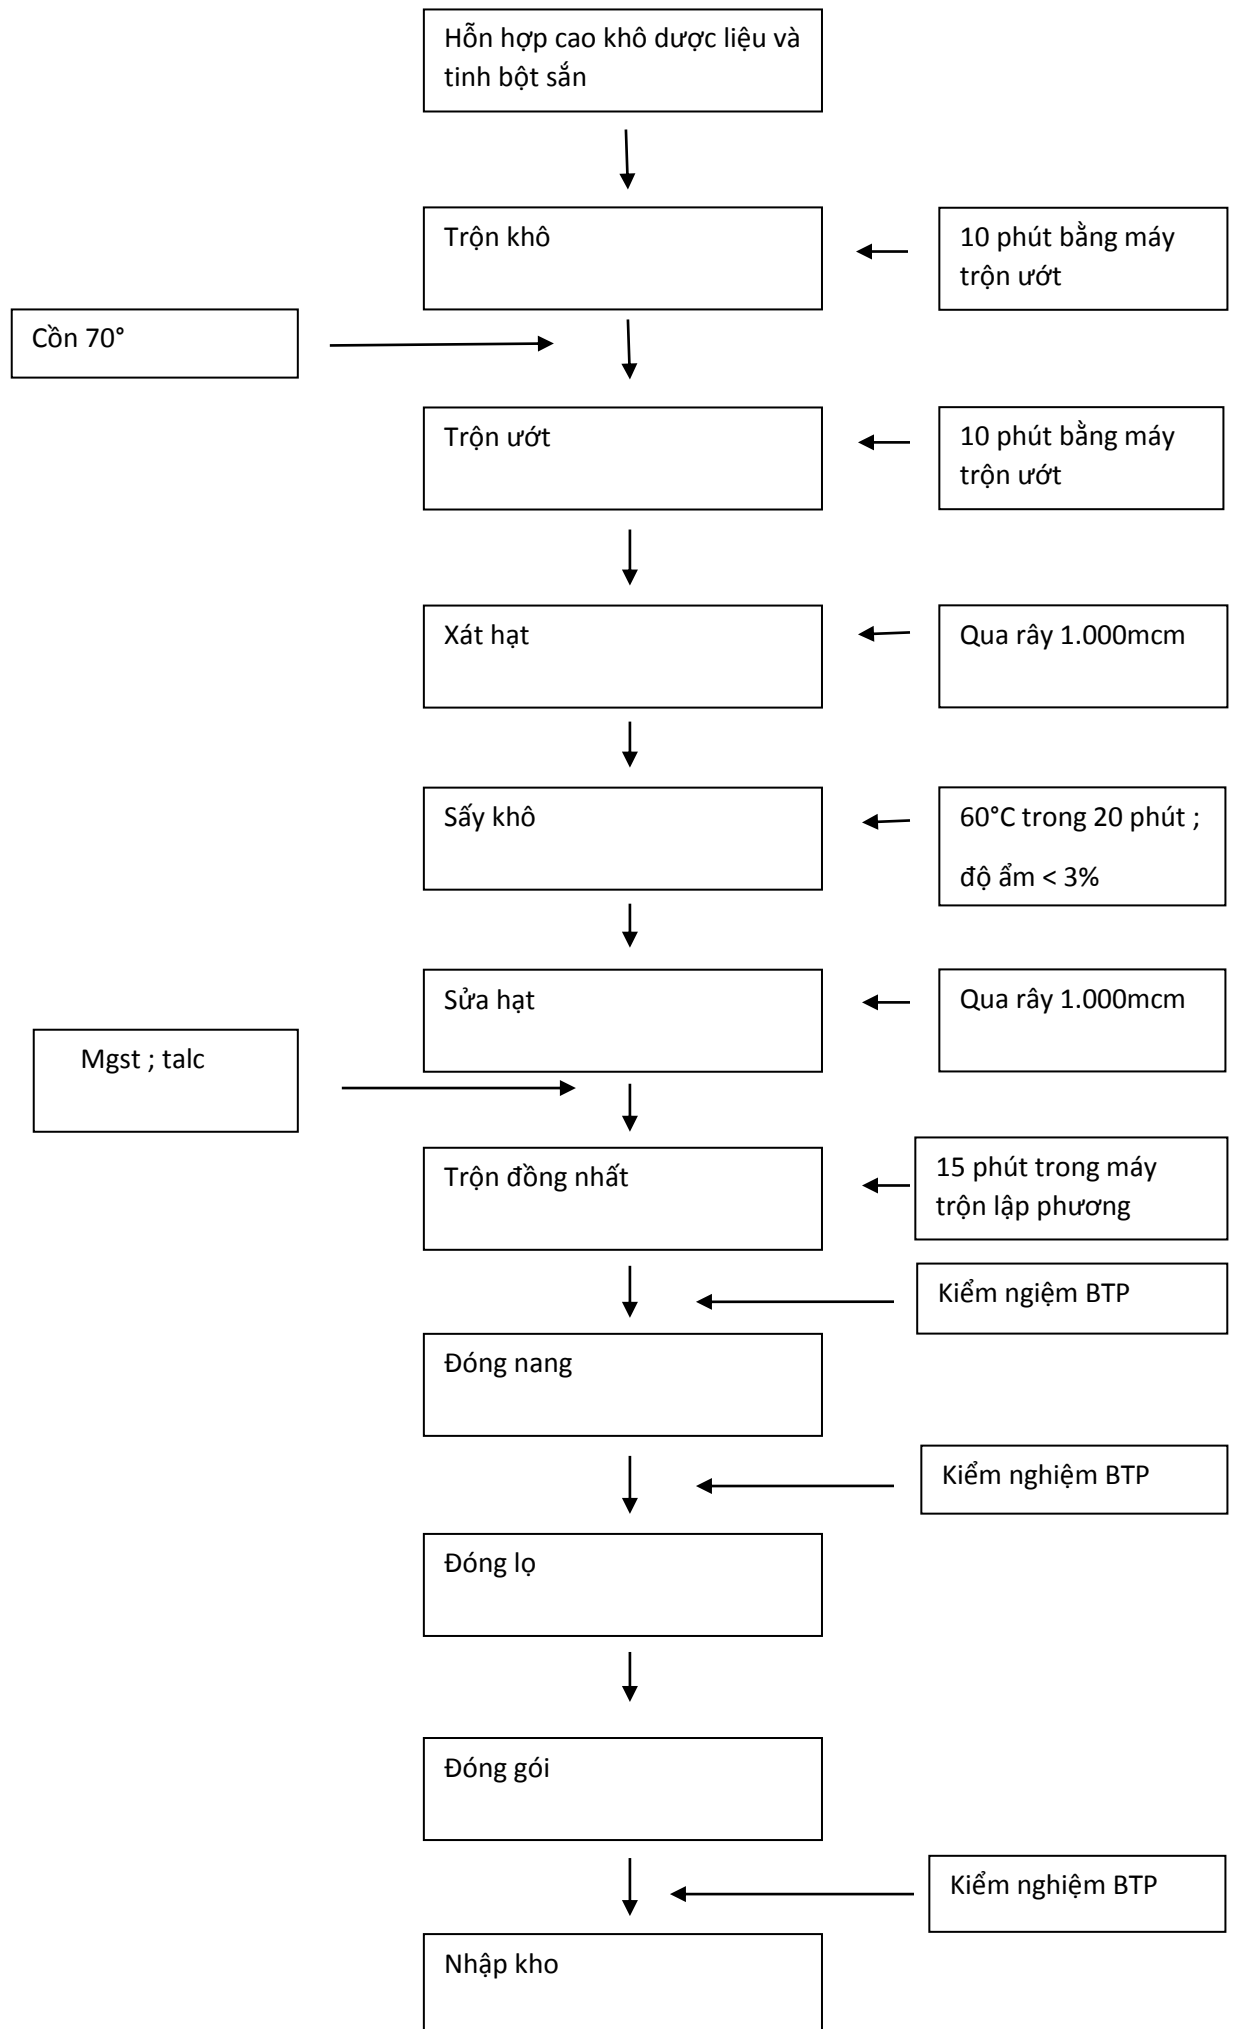 Hỗn hợp cao khô dược liệu và
tinh bột sắn
Trộn khô
10 phút bằng máy
trộn ướt
Cồn 70°
Trộn ướt
10 phút bằng máy
trộn ướt
Xát hạt
Qua rây 1.000mcm
Sấy khô
60°C trong 20 phút ;
độ ẩm < 3%
Sửa hạt
Qua rây 1.000mcm
Mgst ; talc
Trộn đồng nhất
15 phút trong máy
trộn lập phương
Kiểm ngiệm BTP
Đóng nang
Kiểm nghiệm BTP
Đóng lọ
Đóng gói
Kiểm nghiệm BTP
Nhập kho